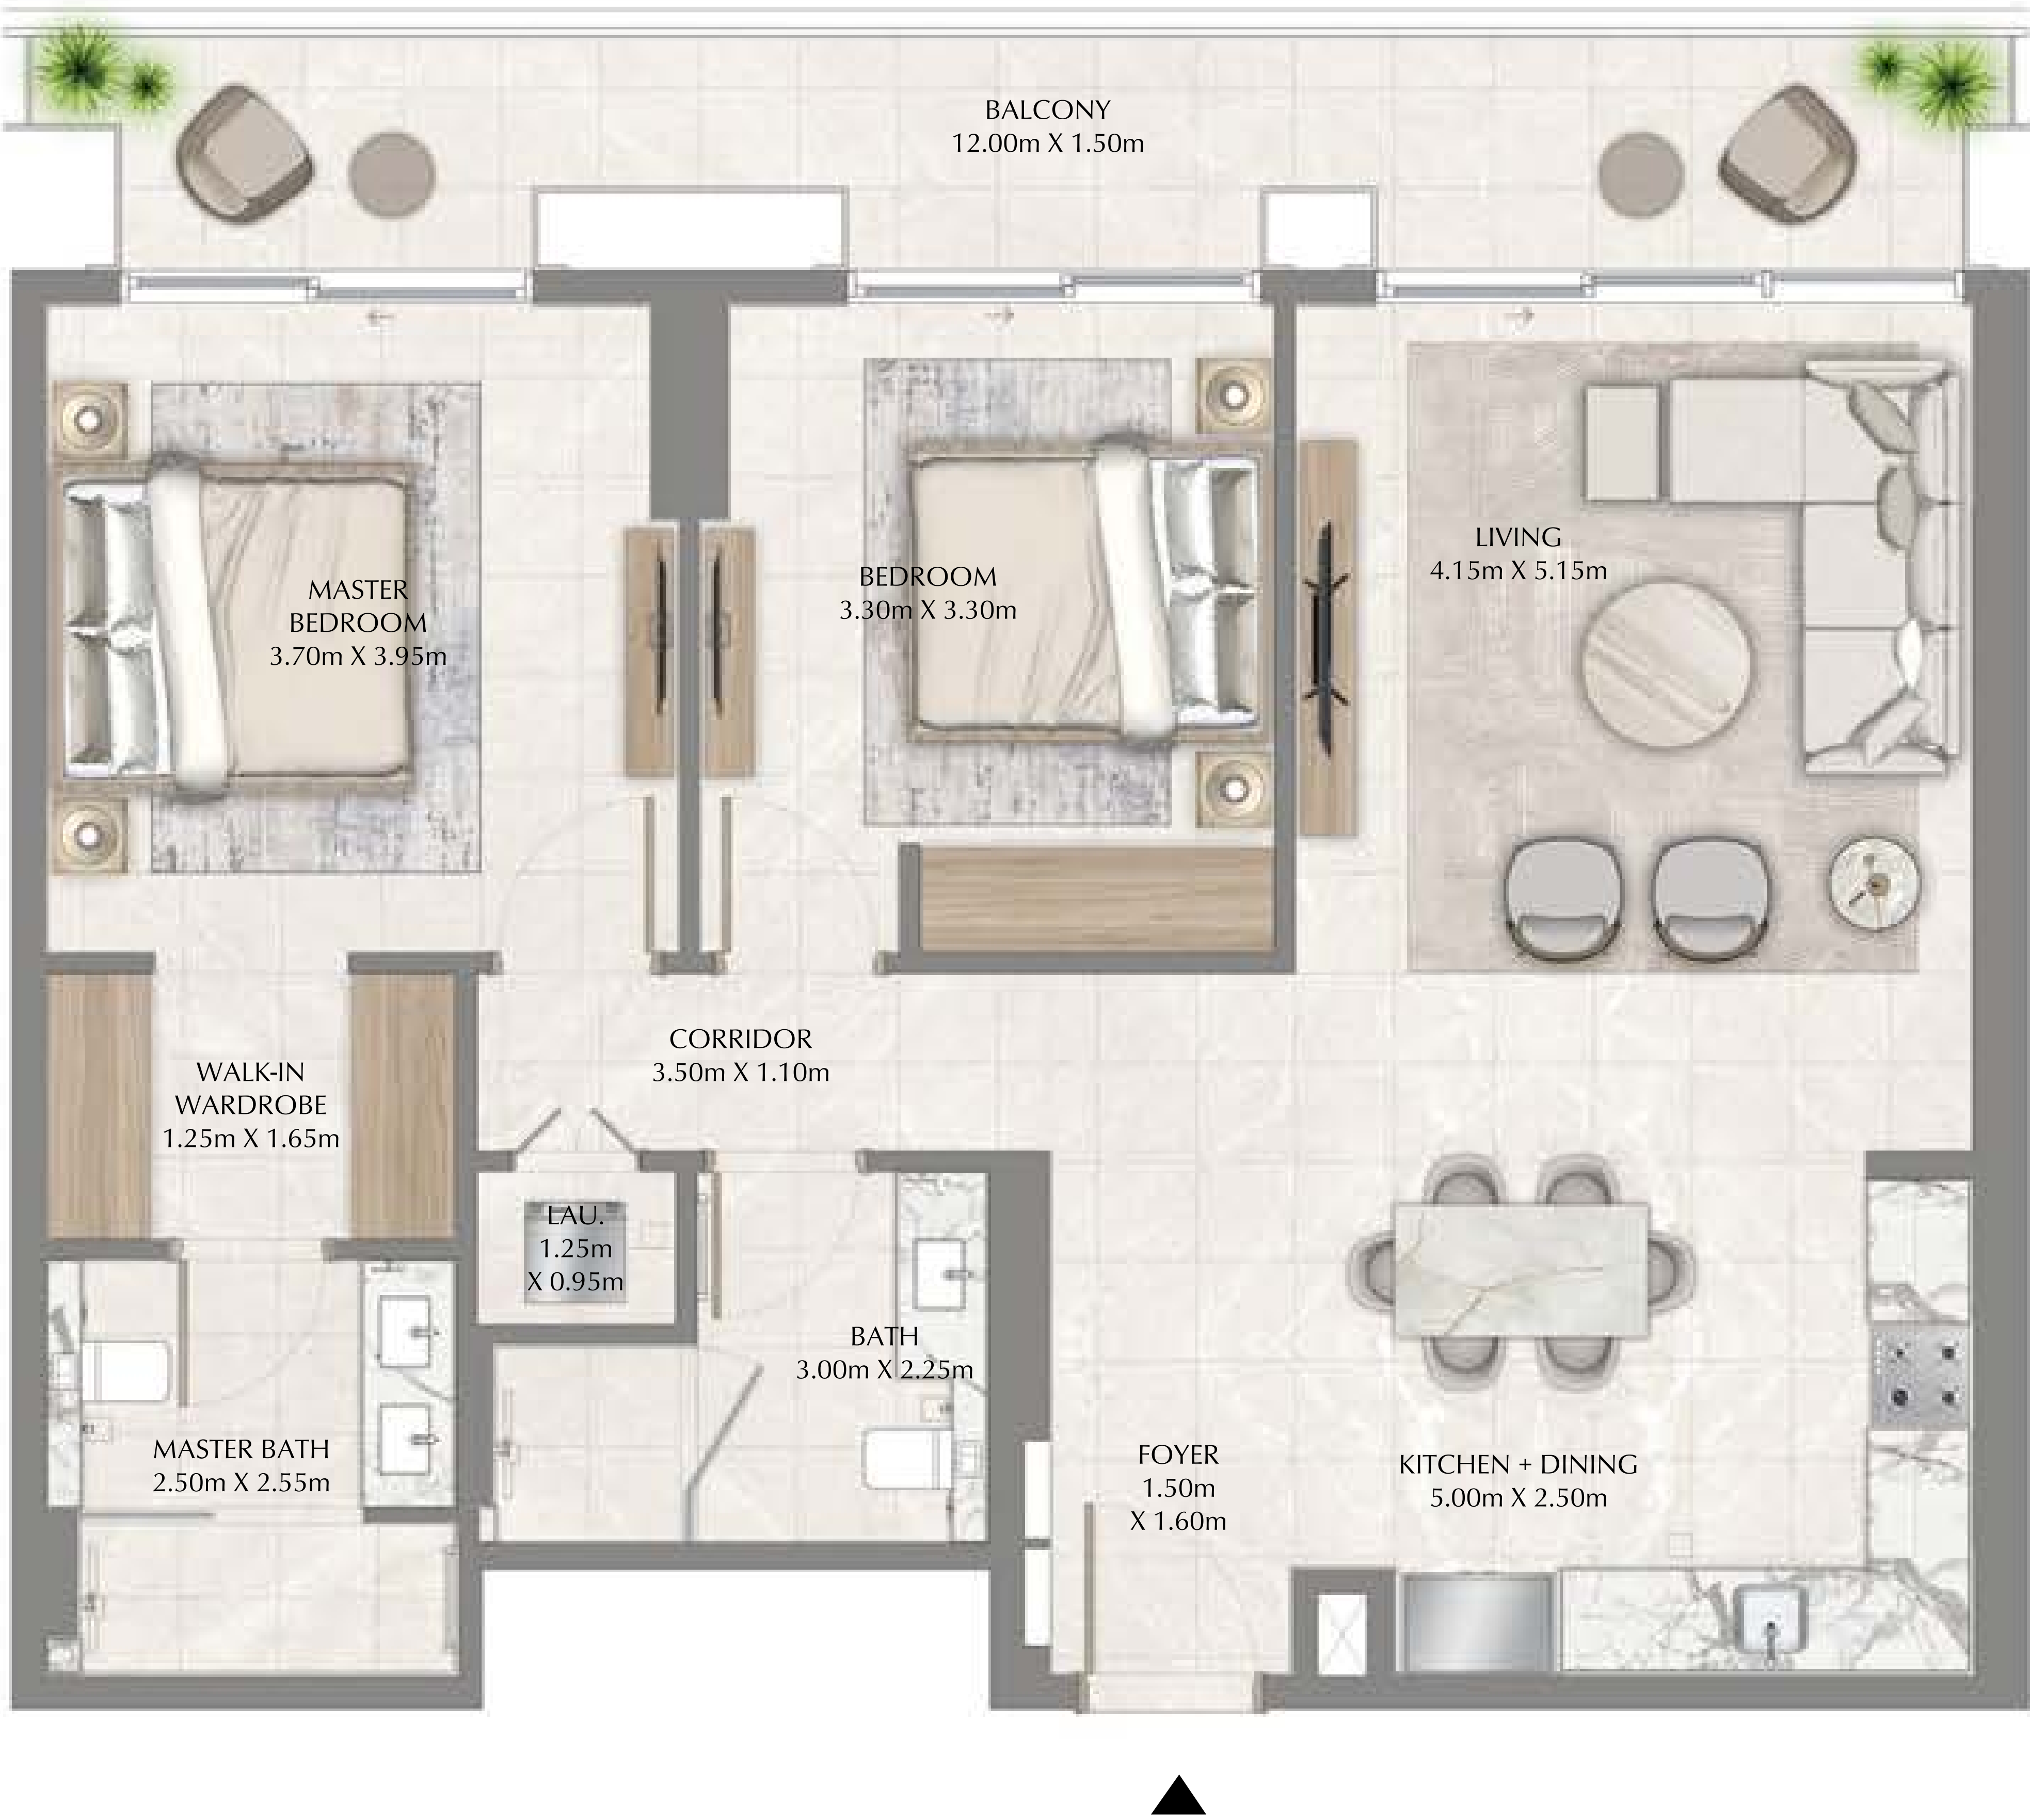 BALCONY
12.00m X 1.50m
MASTER
BEDROOM
3.70m X 3.95m
BEDROOM
3.30m X 3.30m
LIVING
4.15m X 5.15m
CORRIDOR
3.50m X 1.10m
WALK-IN
WARDROBE
1.25m X 1.65m
LAU.
1.25m
X 0.95m
BATH
3.00m X 2.25m
MASTER BATH
2.50m X 2.55m
FOYER
1.50m
X 1.60m
KITCHEN + DINING
5.00m X 2.50m